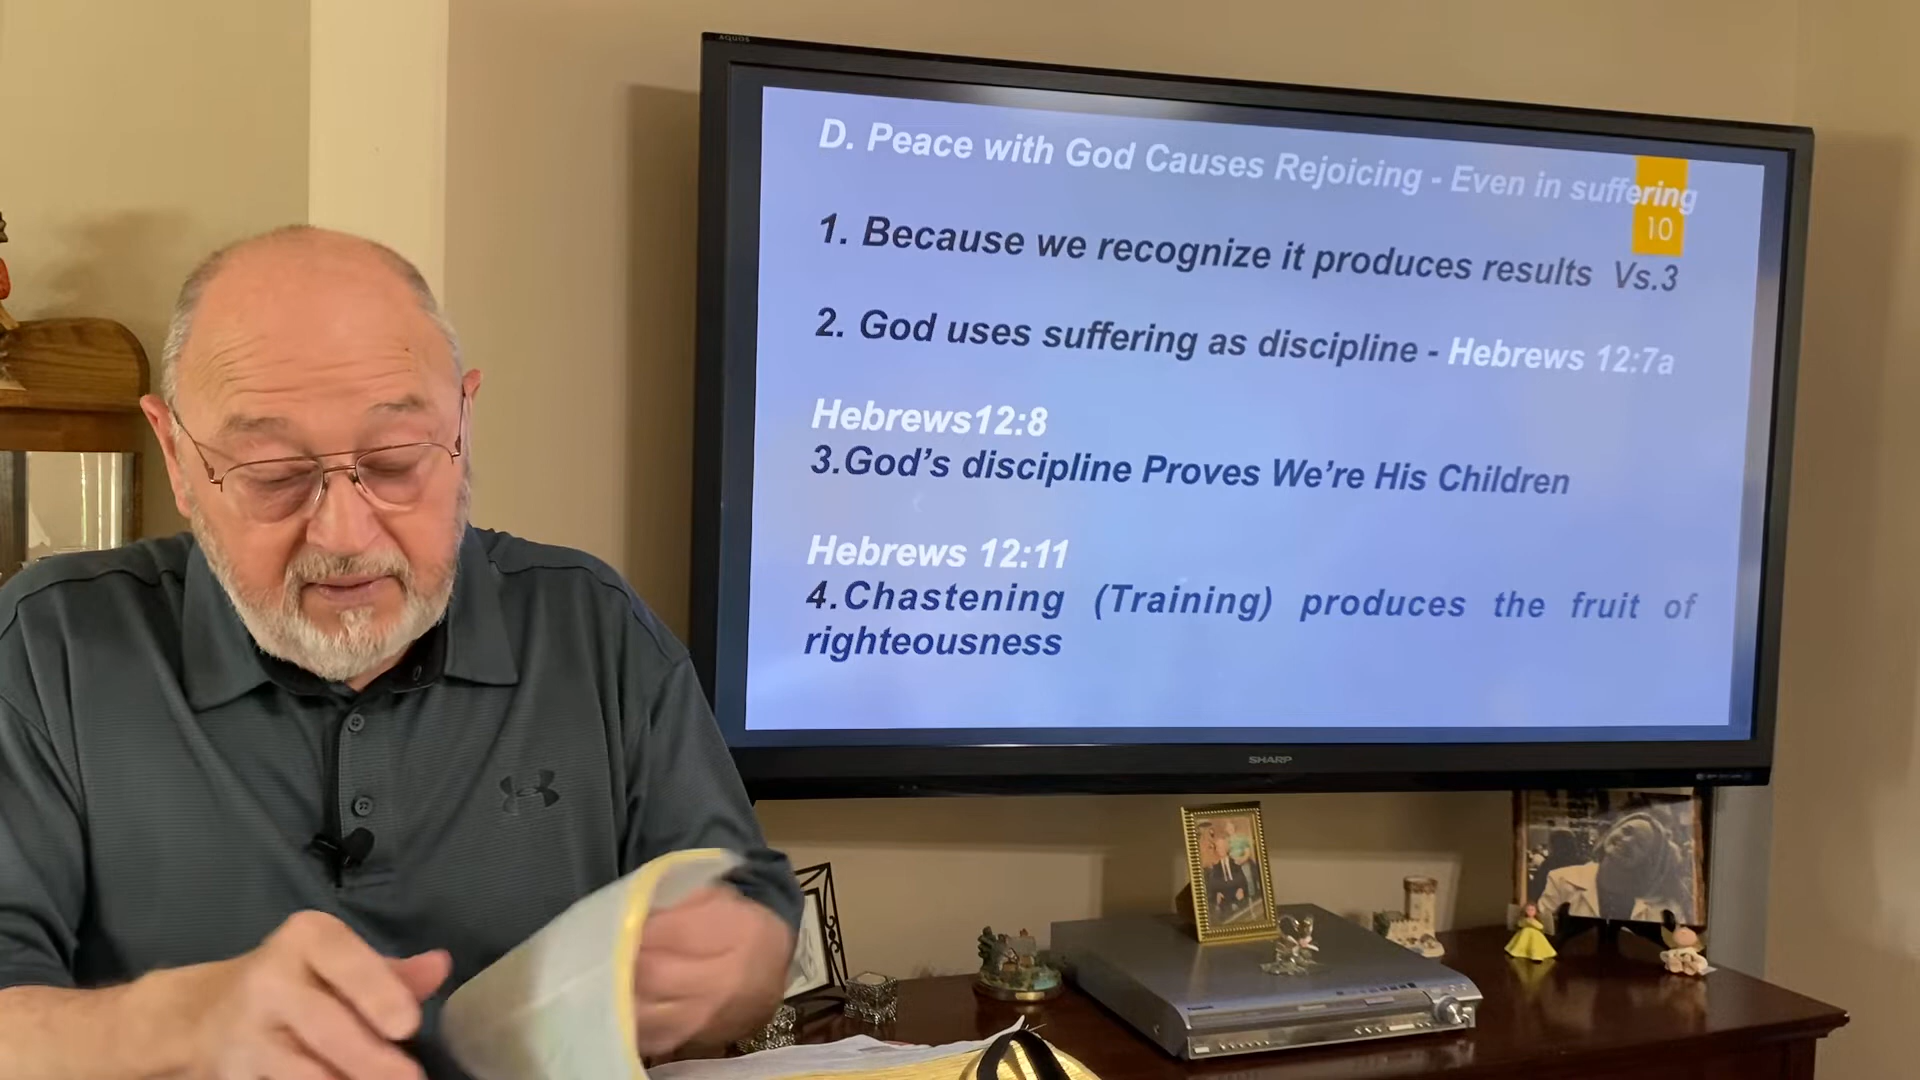 AQUOS
D. Peace with God Causes Rejoicing - Even in suffering
10
1. Because we recognize it produces results Vs.3
2. God uses suffering as discipline - Hebrews 12:7a
Hebrews12:8
3.God's discipline Proves We're His Children
Hebrews 12:11
4.Chastening (Training) produces the fruit of
righteousness
SHARP